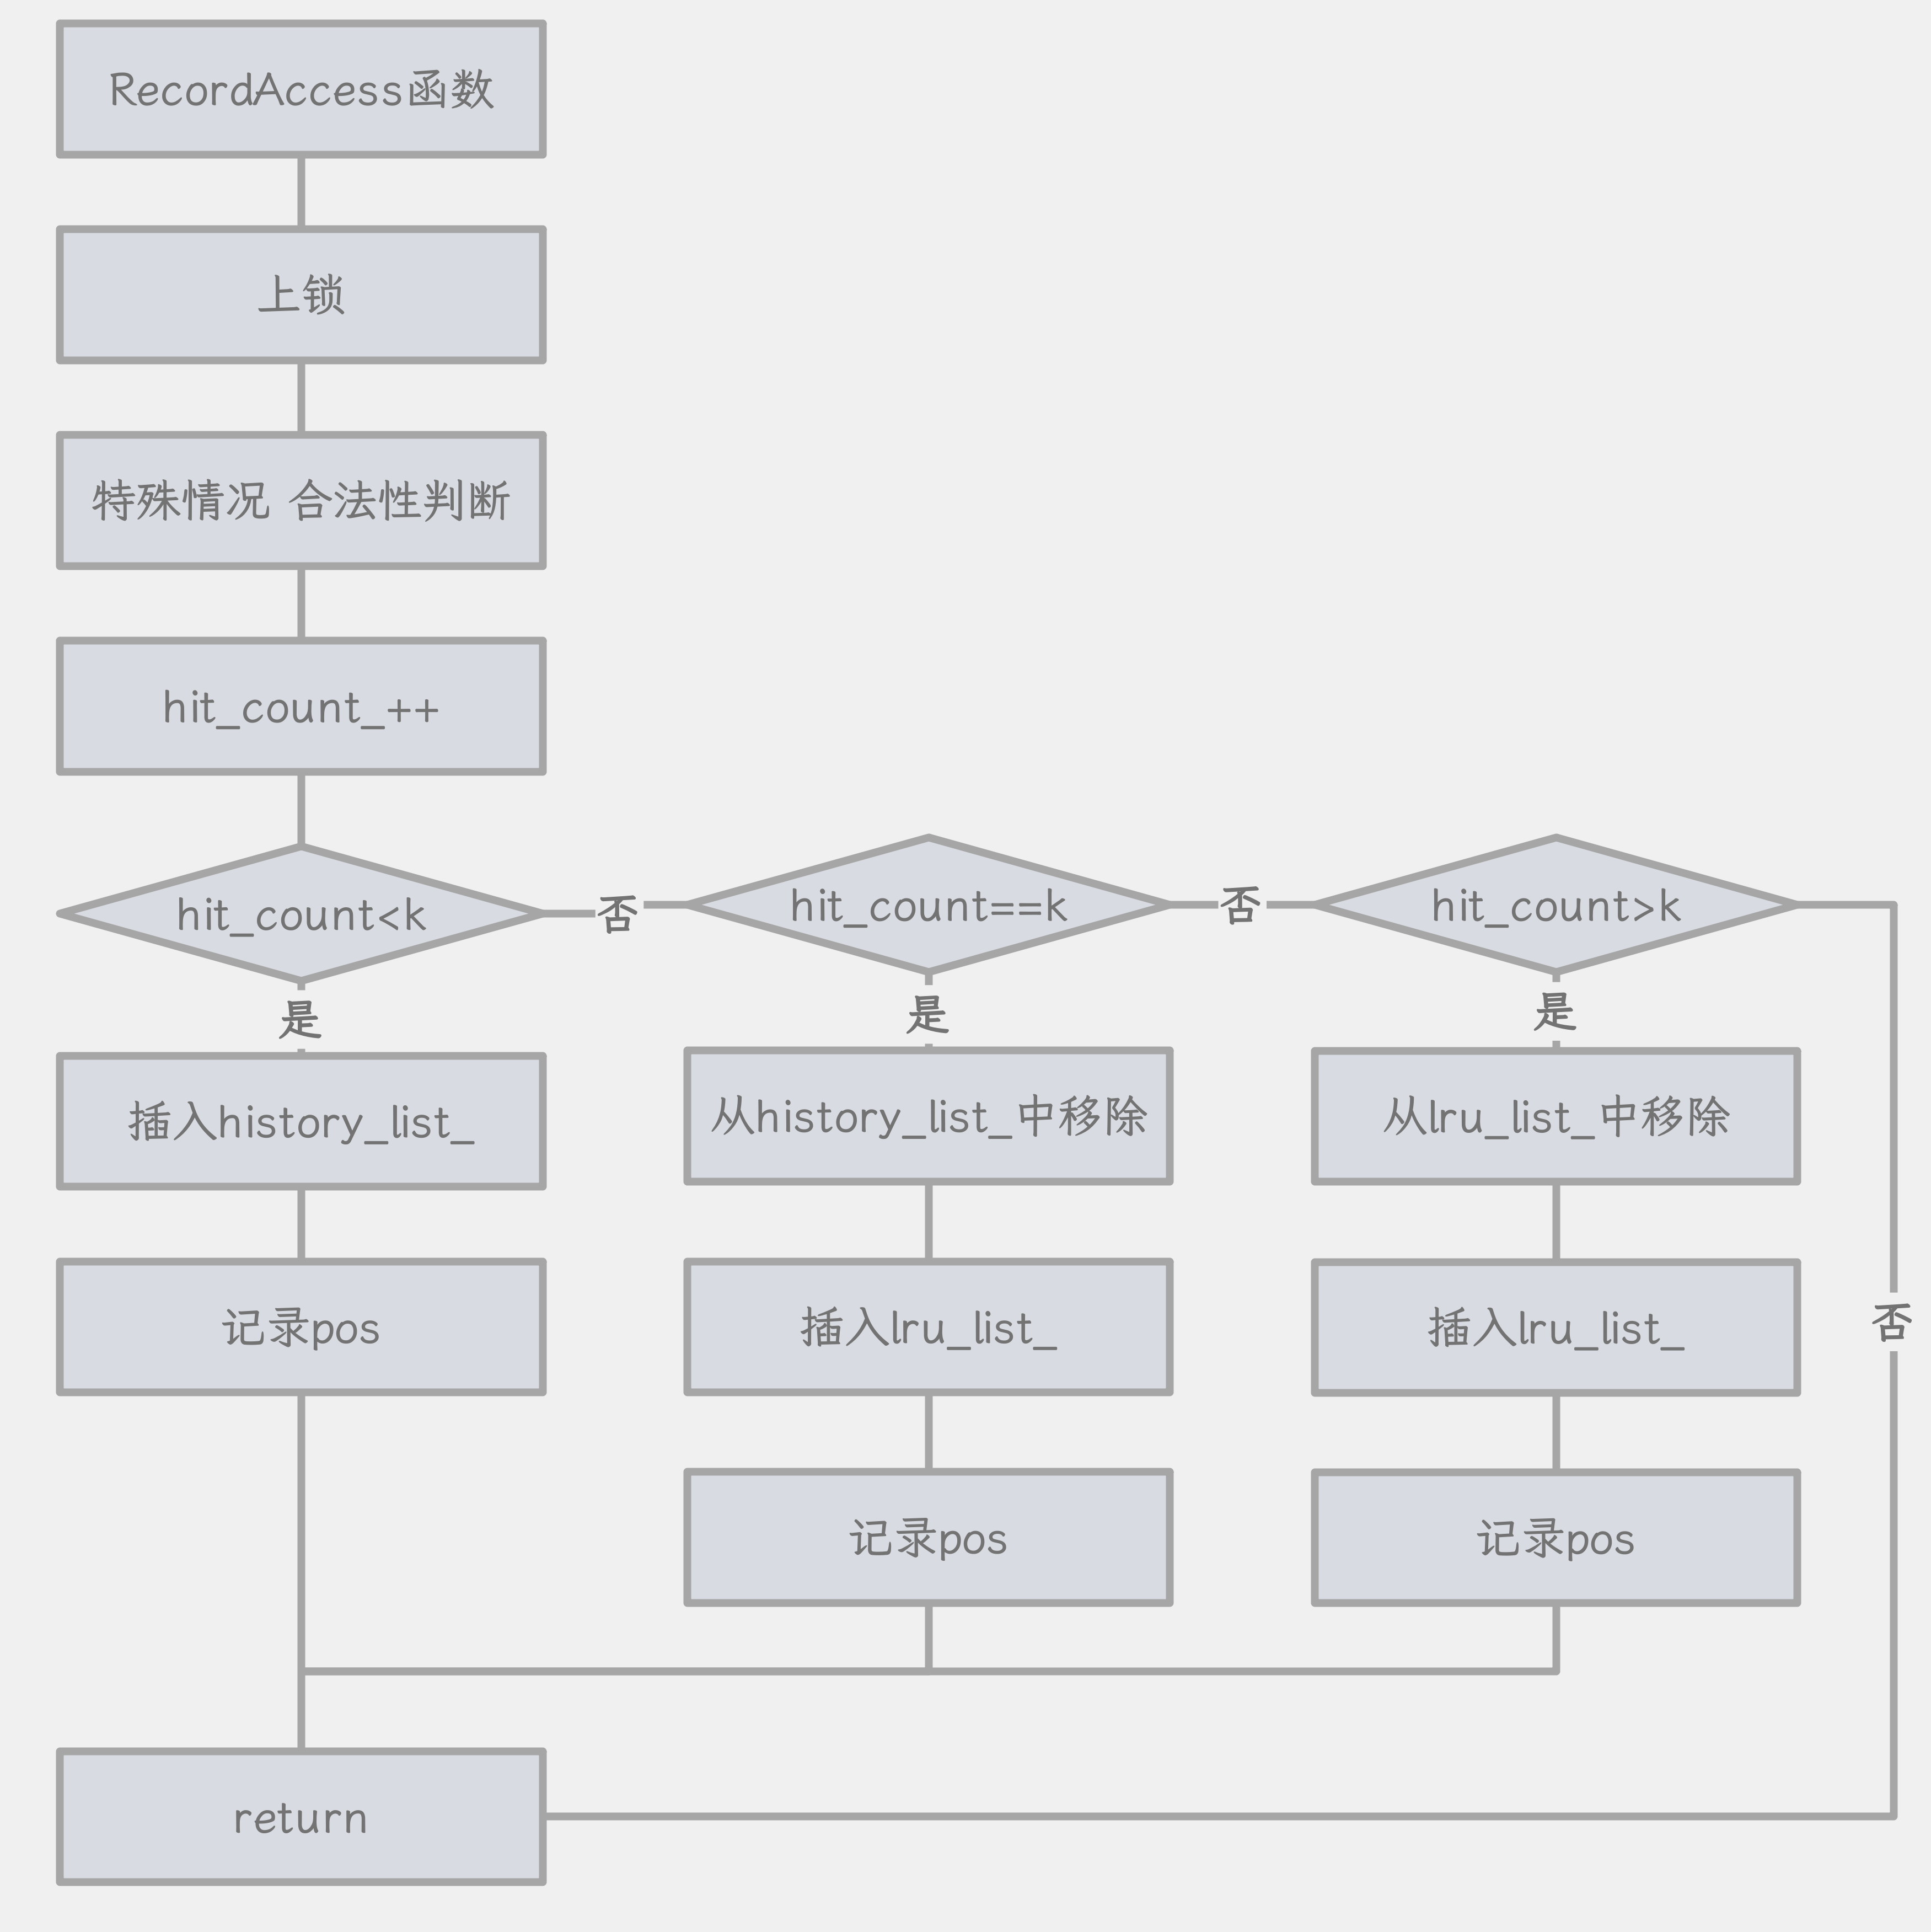 RecordAccess函数
上锁
特殊情况 合法性判断
hit_count_++
hit_count<k
否
hit_count==k
否
hit_count>k
是
是
是
插入history_list_
从history_list_中移除
从lru_list_中移除
记录pos
插入lru_list_
插入lru_list_
否
记录pos
记录pos
return